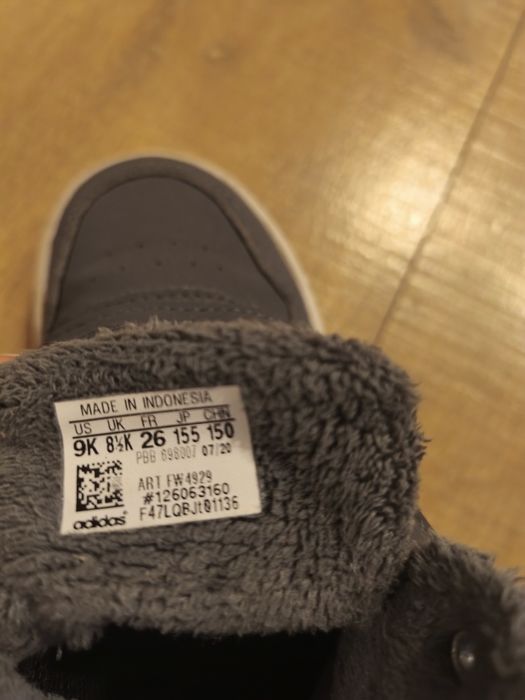 MADE IN INDONESIA
US UK FR JP CHN
9K 8½K 26 155 150
PBB 698007 07/20
ART FW4929
#126063160
F47LQBJt01136
adidas